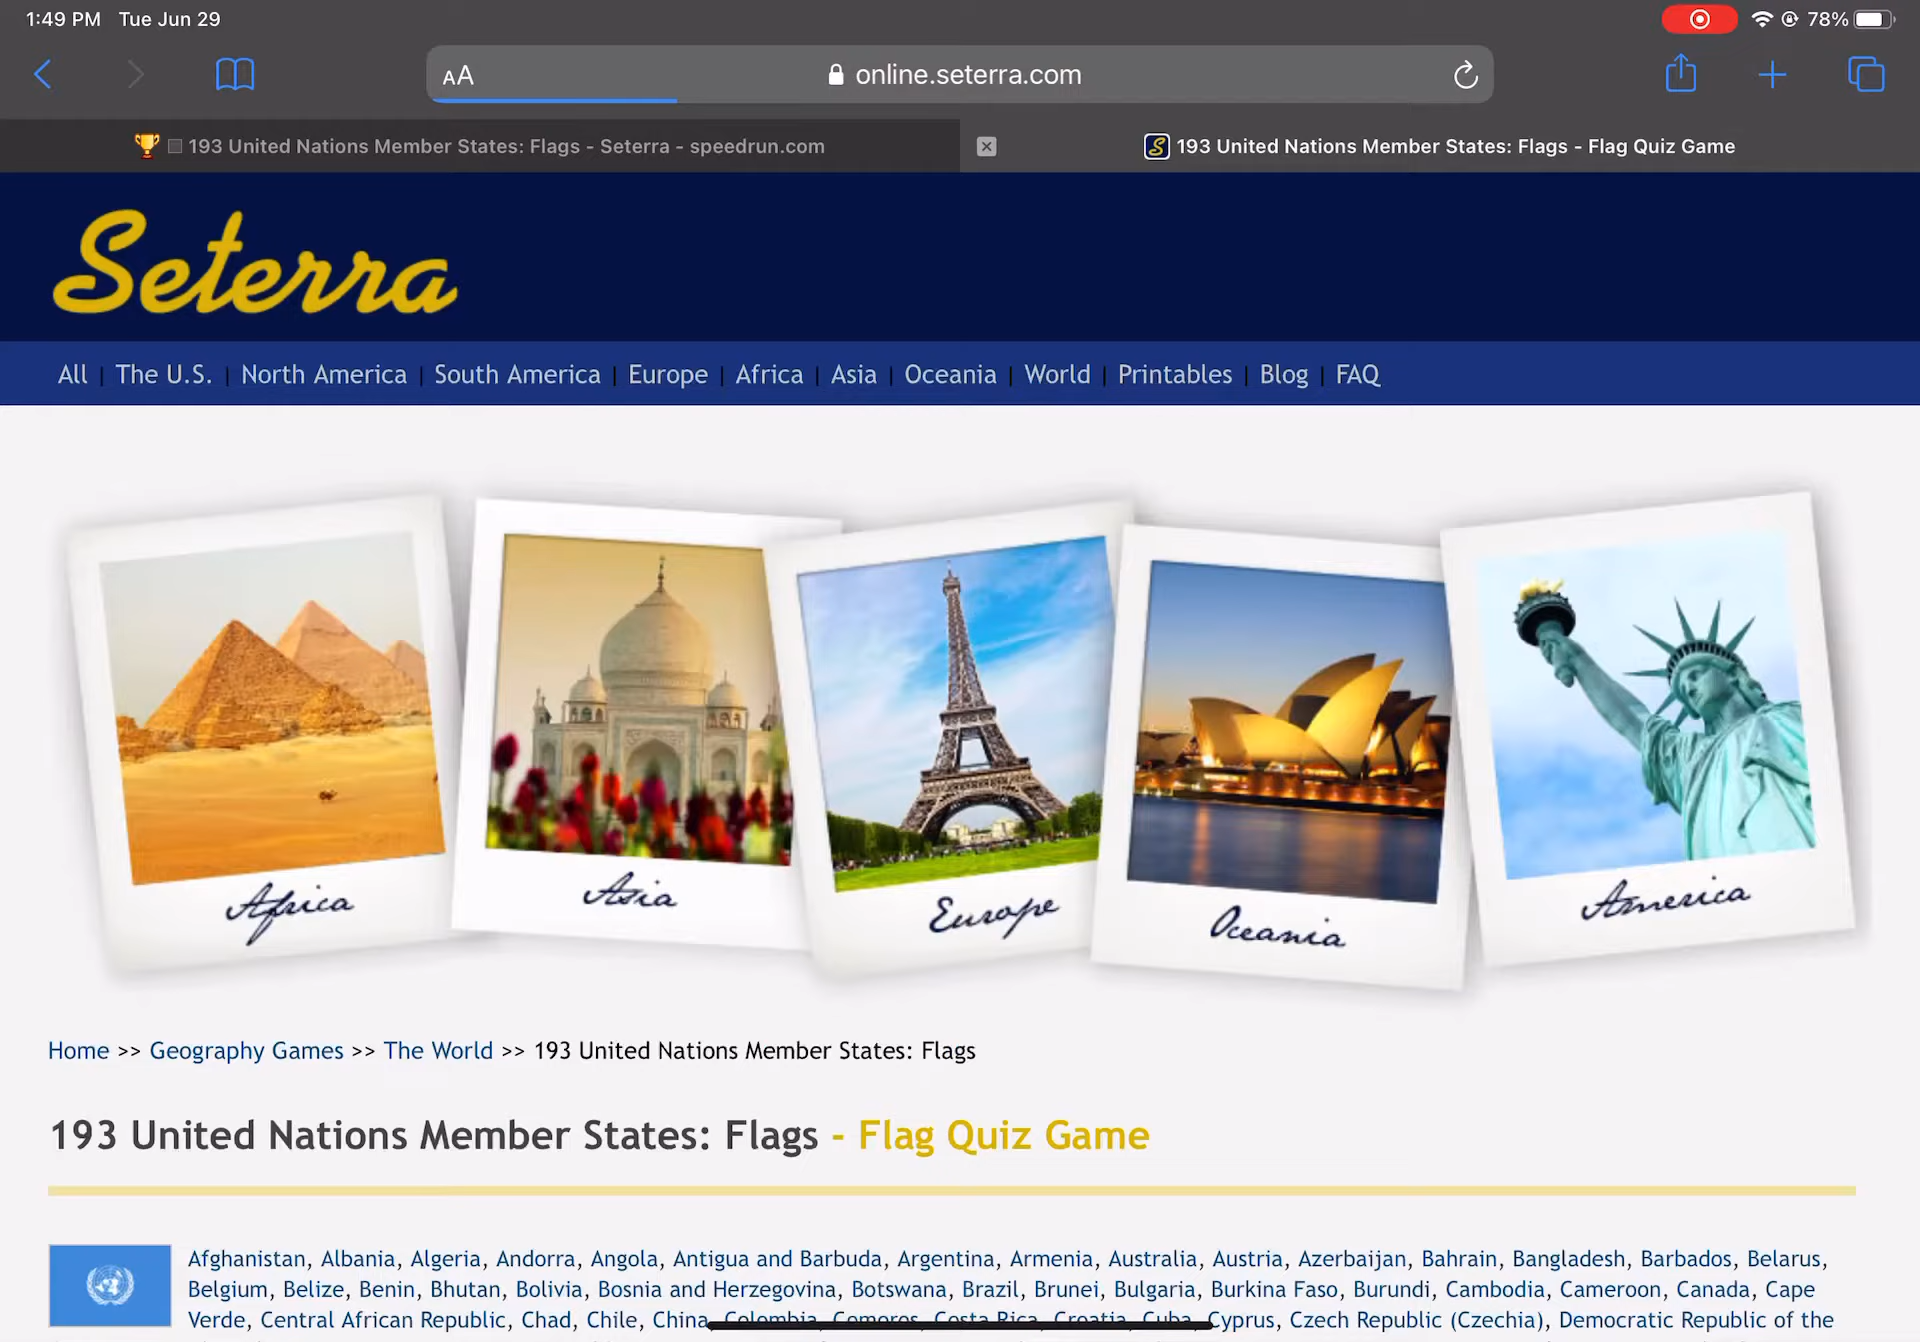 1:49 PM Tue Jun 29
78%
AA
online.seterra.com
193 United Nations Member States: Flags - Seterra - speedrun.com
193 United Nations Member States: Flags - Flag Quiz Game
Seterra
All | The U.S. | North America | South America | Europe | Africa | Asia | Oceania | World | Printables | Blog | FAQ
Africa
Asia
Europe
Oceania
America
Home >> Geography Games >> The World >> 193 United Nations Member States: Flags
193 United Nations Member States: Flags - Flag Quiz Game
Afghanistan, Albania, Algeria, Andorra, Angola, Antigua and Barbuda, Argentina, Armenia, Australia, Austria, Azerbaijan, Bahrain, Bangladesh, Barbados, Belarus,
Belgium, Belize, Benin, Bhutan, Bolivia, Bosnia and Herzegovina, Botswana, Brazil, Brunei, Bulgaria, Burkina Faso, Burundi, Cambodia, Cameroon, Canada, Cape
Verde, Central African Republic, Chad, Chile, China, Colombia, Comoros, Costa Rica, Croatia, Cuba, Cyprus, Czech Republic (Czechia), Democratic Republic of the